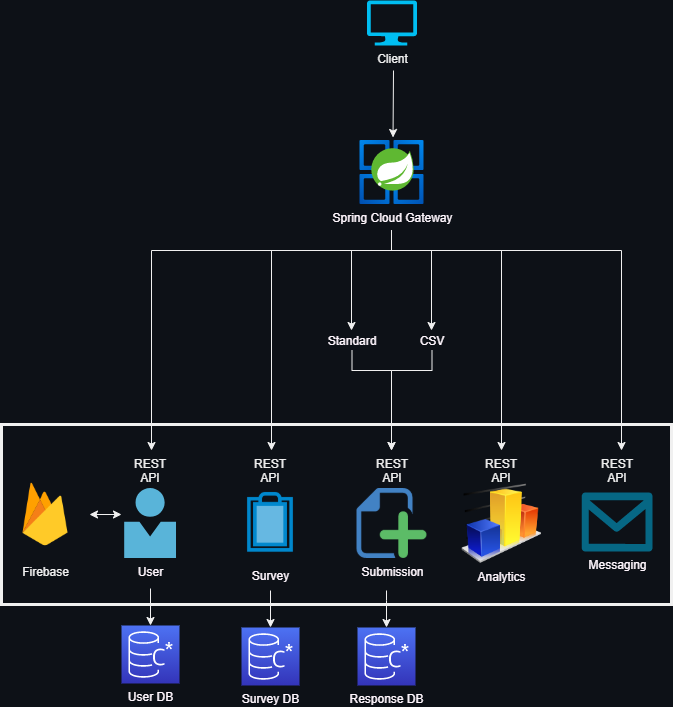 Client
Spring Cloud Gateway
Standard
CSV
REST
API
REST
API
REST
API
REST
API
REST
API
Firebase
User
Survey
Submission
Analytics
Messaging
C*
C*
C*
User DB
Survey DB
Response DB